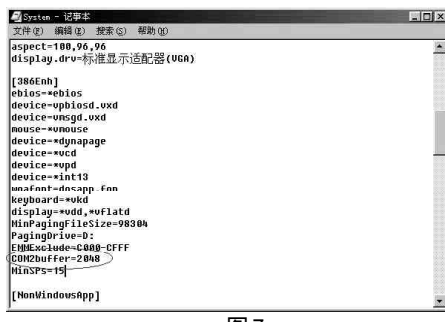 System - 记事本
文件(F) 编辑(E) 搜索(S) 帮助(H)
aspect=100,96,96
display.drv=标准显示适配器(VGA)
[386Enh]
ebios=*ebios
device=vpbiosd.vxd
device=vmsgd.vxd
mouse=*vmouse
device=*dynapage
device=*vcd
device=*vpd
device=*int13
woafont=dosapp.fon
keyboard=*vkd
display=*vdd,*vflatd
MinPagingFileSize=98304
PagingDrive=D:
EMMExclude=C000-CFFF
COM2buffer=2048
MinSPs=15
[NonWindowsApp]